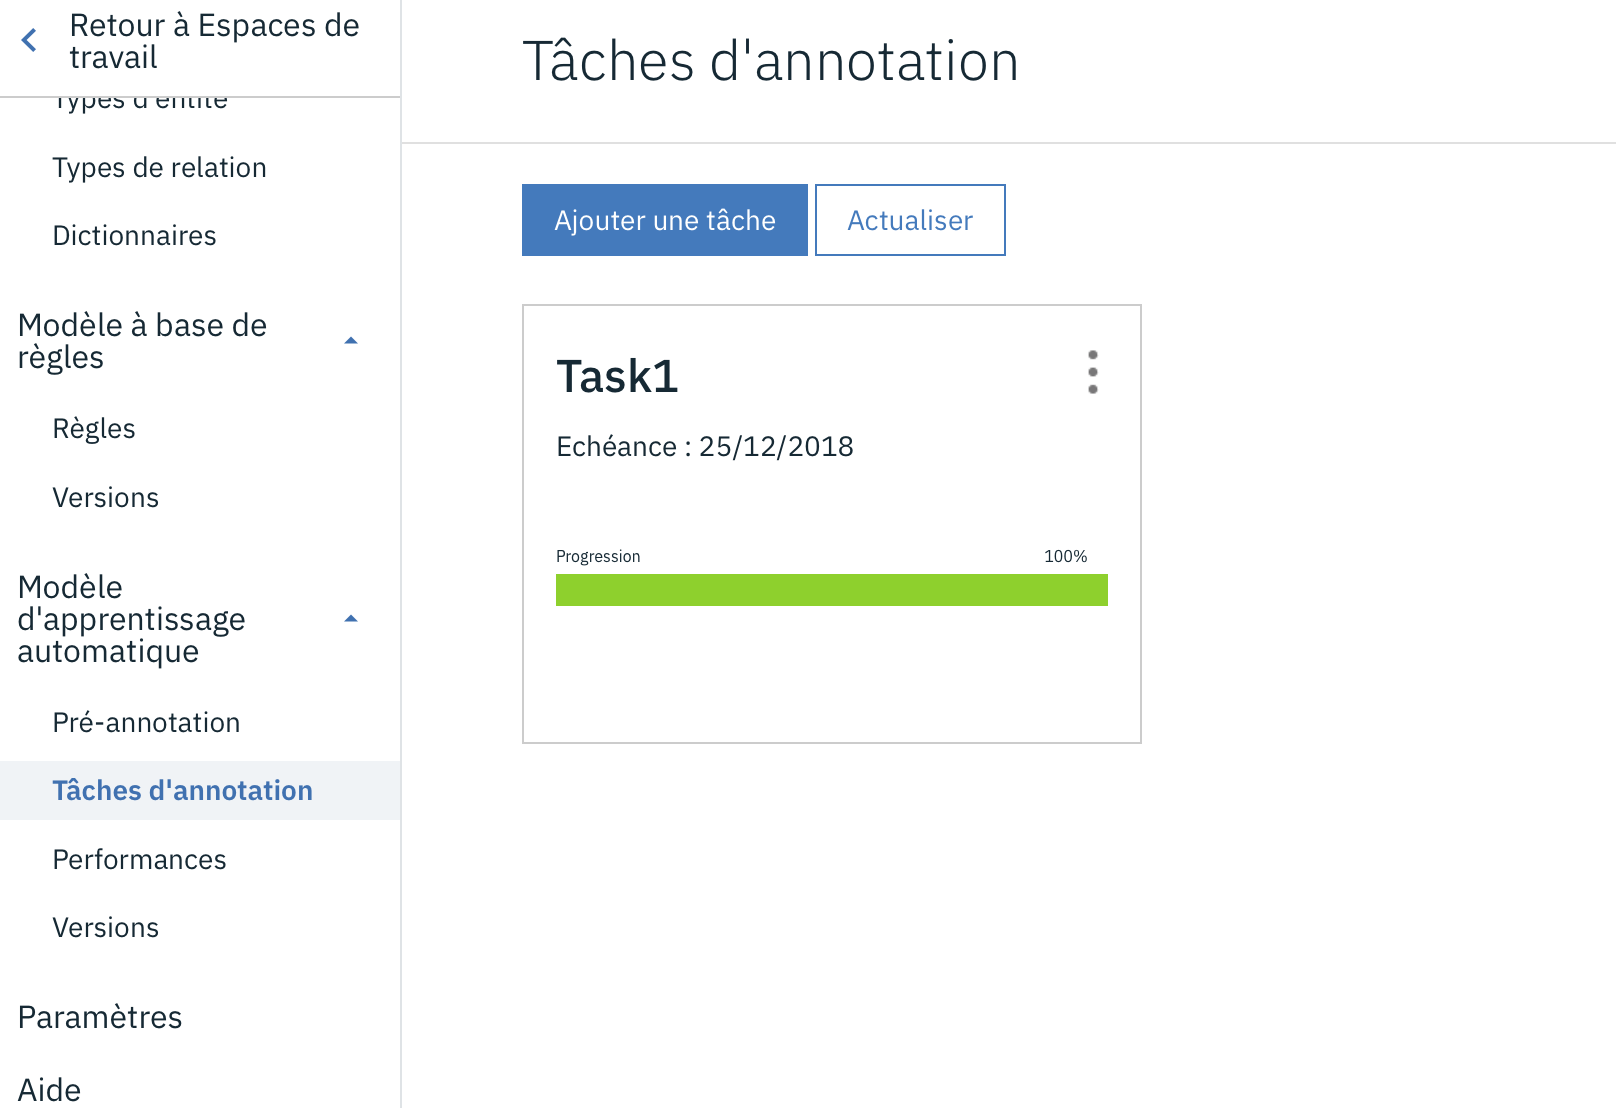 Retour à Espaces de
travail
Types d'entité
Types de relation
Dictionnaires
Modèle à base de
règles
Règles
Versions
Modèle
d'apprentissage
automatique
Pré-annotation
Tâches d'annotation
Performances
Versions
Paramètres
Aide
Tâches d'annotation
Ajouter une tâche
Actualiser
Task1
Echéance : 25/12/2018
Progression 100%